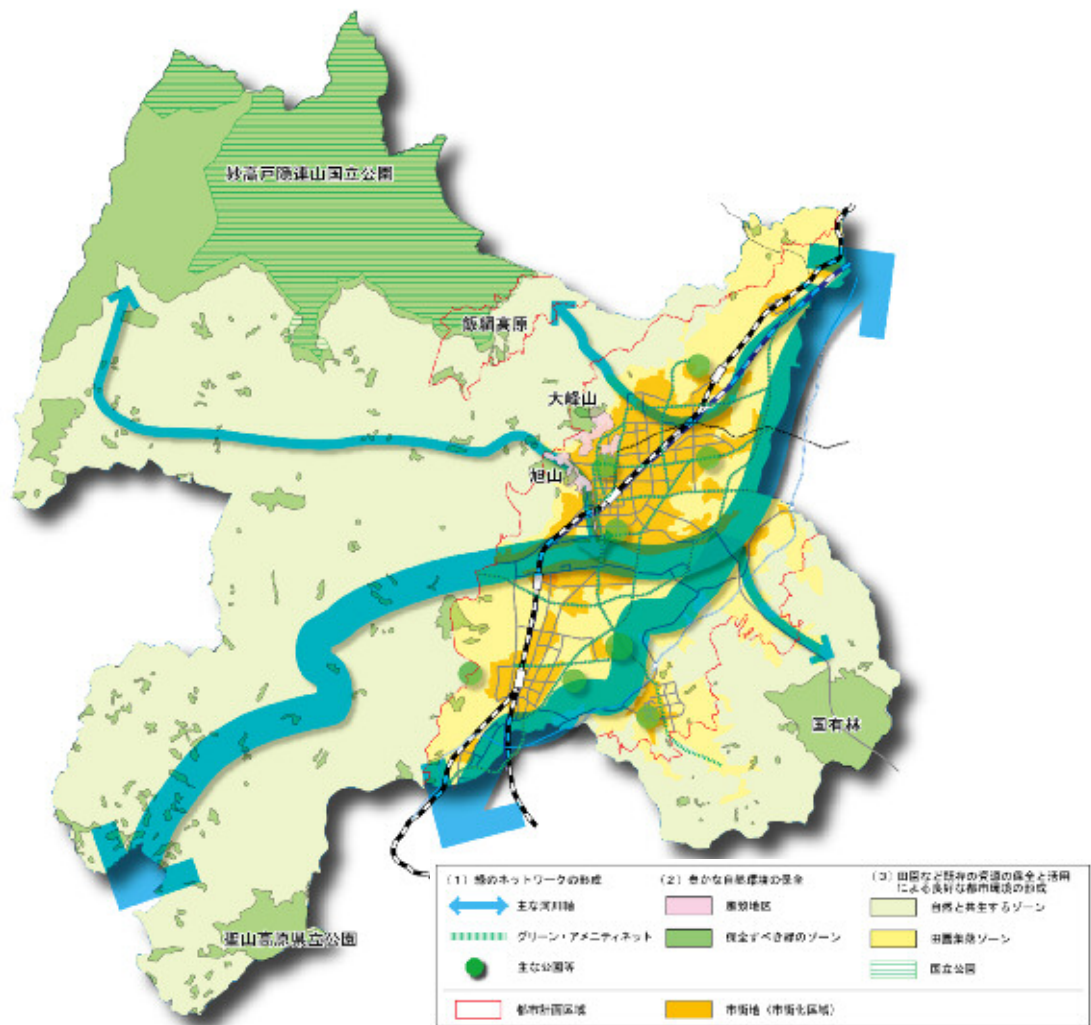 妙高戸隠連山国立公園
飯綱高原
大峰山
旭山
国有林
聖山高原県立公園
(1) 緑のネットワークの形成
主な河川軸
グリーン・アメニティネット
主な公園等
都市計画区域
(2) 豊かな自然環境の保全
風致地区
保全すべき緑のゾーン
市街地(市街化区域)
(3) 田園など既存の資源の保全と活用
による良好な都市環境の形成
自然と共生するゾーン
田園集落ゾーン
国立公園